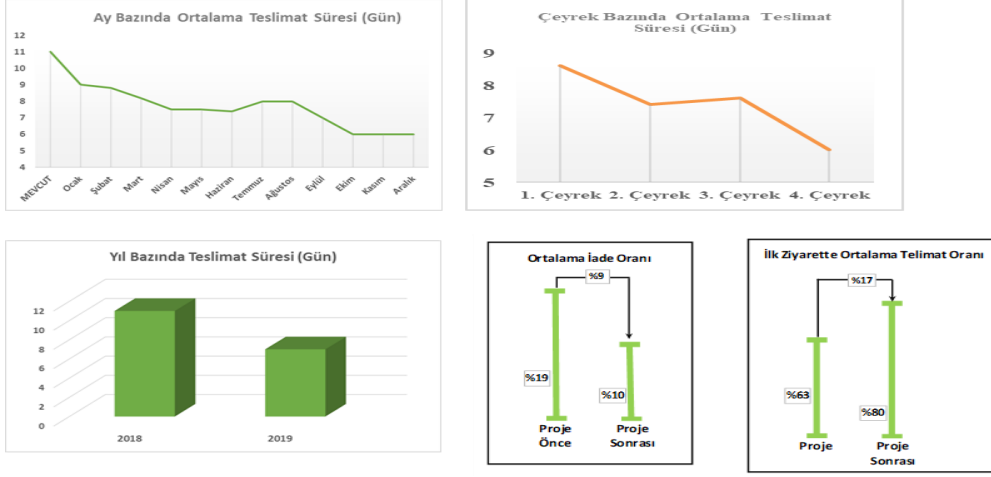 Ay Bazında Ortalama Teslimat Süresi (Gün)
12
11
10
9
8
7
6
5
4
MEVCUT
Ocak
Şubat
Mart
Nisan
Mayıs
Haziran
Temmuz
Ağustos
Eylül
Ekim
Kasım
Aralık
Çeyrek Bazında Ortalama Teslimat
Süresi (Gün)
9
8
7
6
5
1. Çeyrek 2. Çeyrek 3. Çeyrek 4. Çeyrek
Yıl Bazında Teslimat Süresi (Gün)
12
10
8
6
4
2
0
2018
2019
Ortalama İade Oranı
%9
%19
%10
Proje
Önce
Proje
Sonrası
İlk Ziyarette Ortalama Telimat Oranı
%17
%63
%80
Proje
Proje
Sonrası